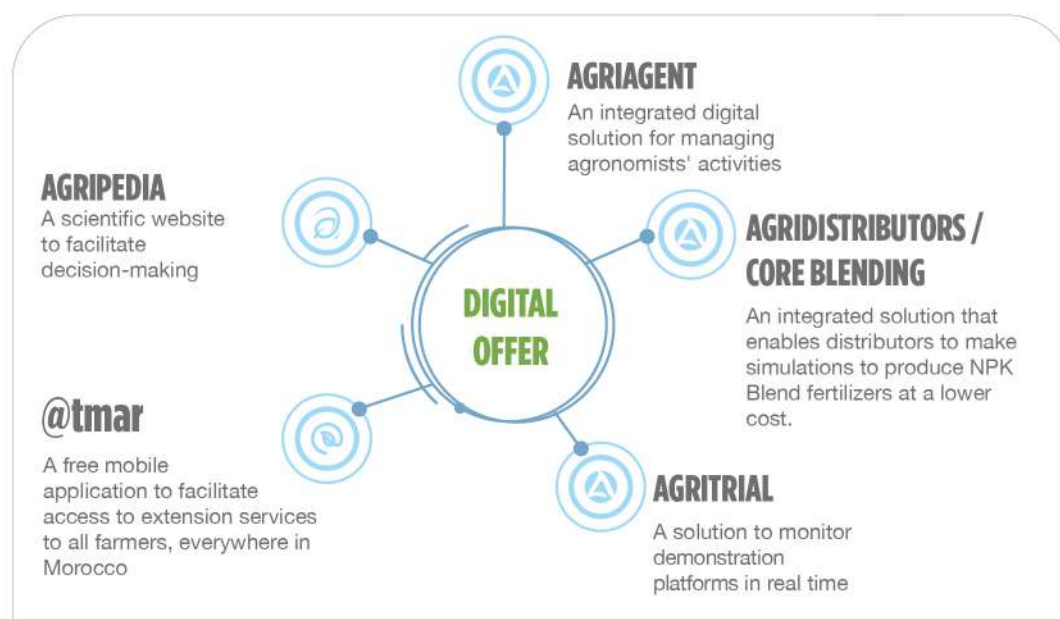 AGRIAGENT
An integrated digital
solution for managing
agronomists' activities
AGRIPEDIA
A scientific website
to facilitate
decision-making
AGRIDISTRIBUTORS /
CORE BLENDING
An integrated solution that
enables distributors to make
simulations to produce NPK
Blend fertilizers at a lower
cost.
DIGITAL
OFFER
@tmar
A free mobile
application to facilitate
access to extension services
to all farmers, everywhere in
Morocco
AGRITRIAL
A solution to monitor
demonstration
platforms in real time